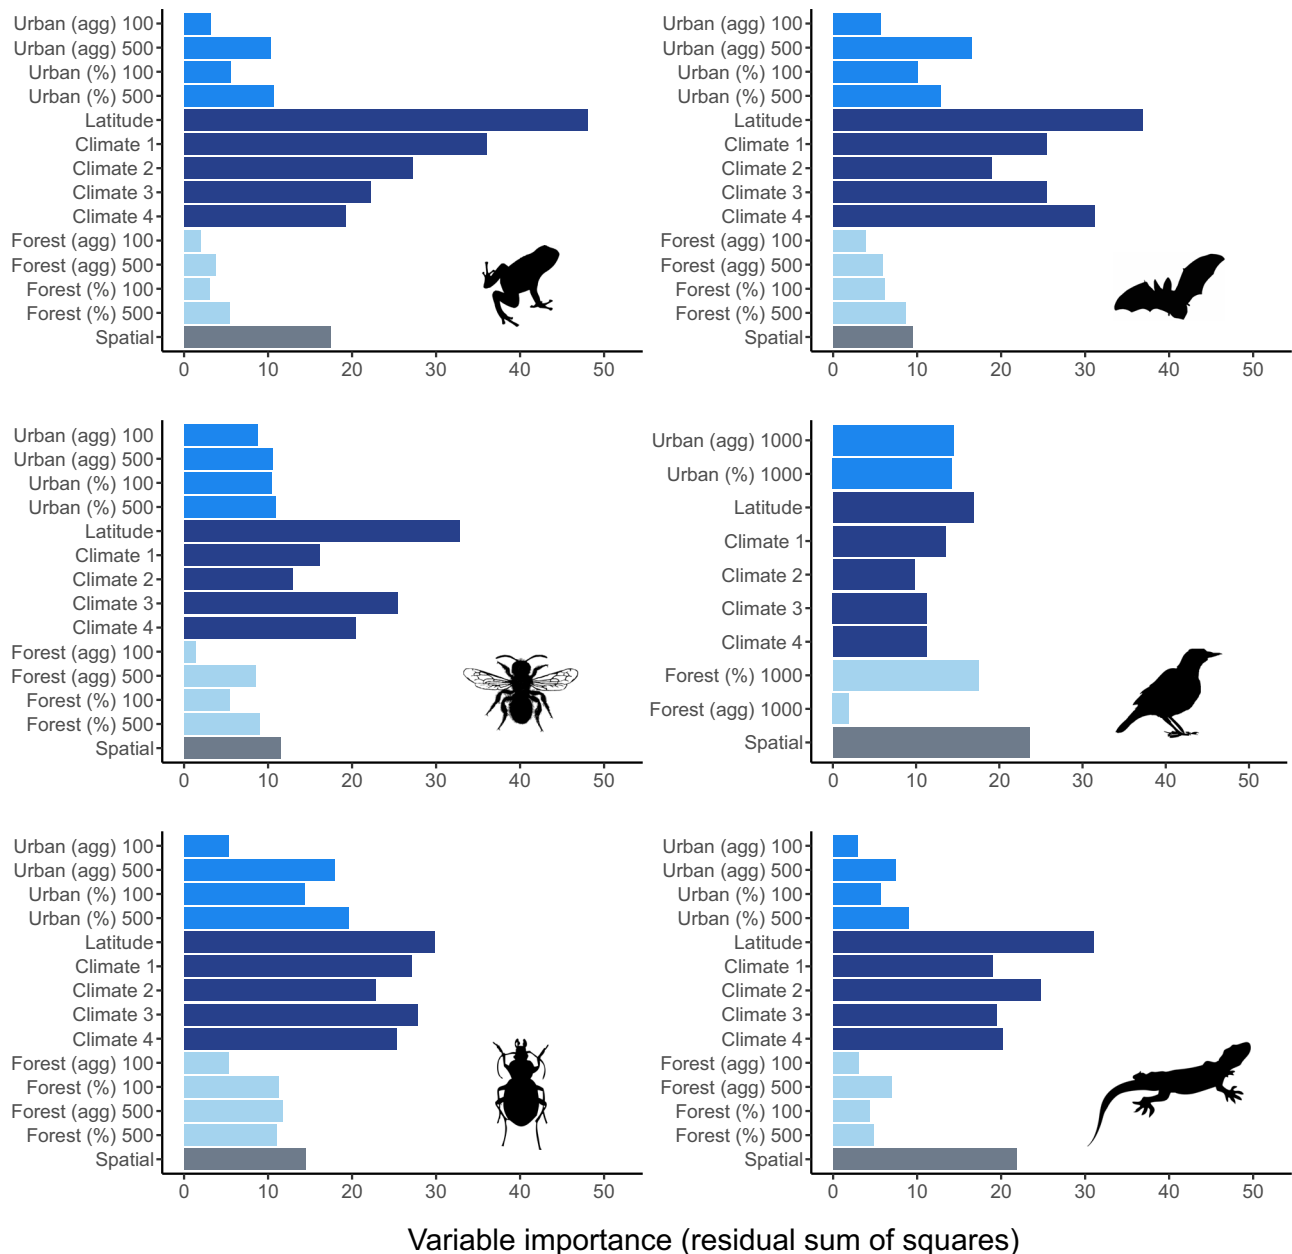 Urban (agg) 100
Urban (agg) 500
Urban (%) 100
Urban (%) 500
Latitude
Climate 1
Climate 2
Climate 3
Climate 4
Forest (agg) 100
Forest (agg) 500
Forest (%) 100
Forest (%) 500
Spatial
0 10 20 30 40 50
Urban (agg) 100
Urban (agg) 500
Urban (%) 100
Urban (%) 500
Latitude
Climate 1
Climate 2
Climate 3
Climate 4
Forest (agg) 100
Forest (agg) 500
Forest (%) 100
Forest (%) 500
Spatial
0 10 20 30 40 50
Urban (agg) 100
Urban (agg) 500
Urban (%) 100
Urban (%) 500
Latitude
Climate 1
Climate 2
Climate 3
Climate 4
Forest (agg) 100
Forest (agg) 500
Forest (%) 100
Forest (%) 500
Spatial
0 10 20 30 40 50
Urban (agg) 1000
Urban (%) 1000
Latitude
Climate 1
Climate 2
Climate 3
Climate 4
Forest (%) 1000
Forest (agg) 1000
Spatial
0 10 20 30 40 50
Urban (agg) 100
Urban (agg) 500
Urban (%) 100
Urban (%) 500
Latitude
Climate 1
Climate 2
Climate 3
Climate 4
Forest (agg) 100
Forest (%) 100
Forest (agg) 500
Forest (%) 500
Spatial
0 10 20 30 40 50
Urban (agg) 100
Urban (agg) 500
Urban (%) 100
Urban (%) 500
Latitude
Climate 1
Climate 2
Climate 3
Climate 4
Forest (agg) 100
Forest (agg) 500
Forest (%) 100
Forest (%) 500
Spatial
0 10 20 30 40 50
Variable importance (residual sum of squares)